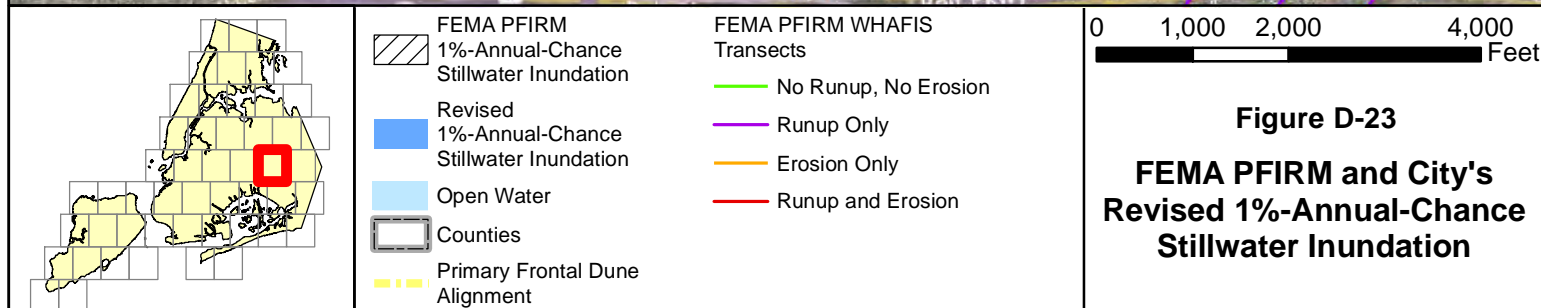 FEMA PFIRM
1%-Annual-Chance
Stillwater Inundation
Revised
1%-Annual-Chance
Stillwater Inundation
Open Water
Counties
Primary Frontal Dune
Alignment
FEMA PFIRM WHAFIS
Transects
No Runup, No Erosion
Runup Only
Erosion Only
Runup and Erosion
0 1,000 2,000 4,000
Feet
Figure D-23
FEMA PFIRM and City's
Revised 1%-Annual-Chance
Stillwater Inundation